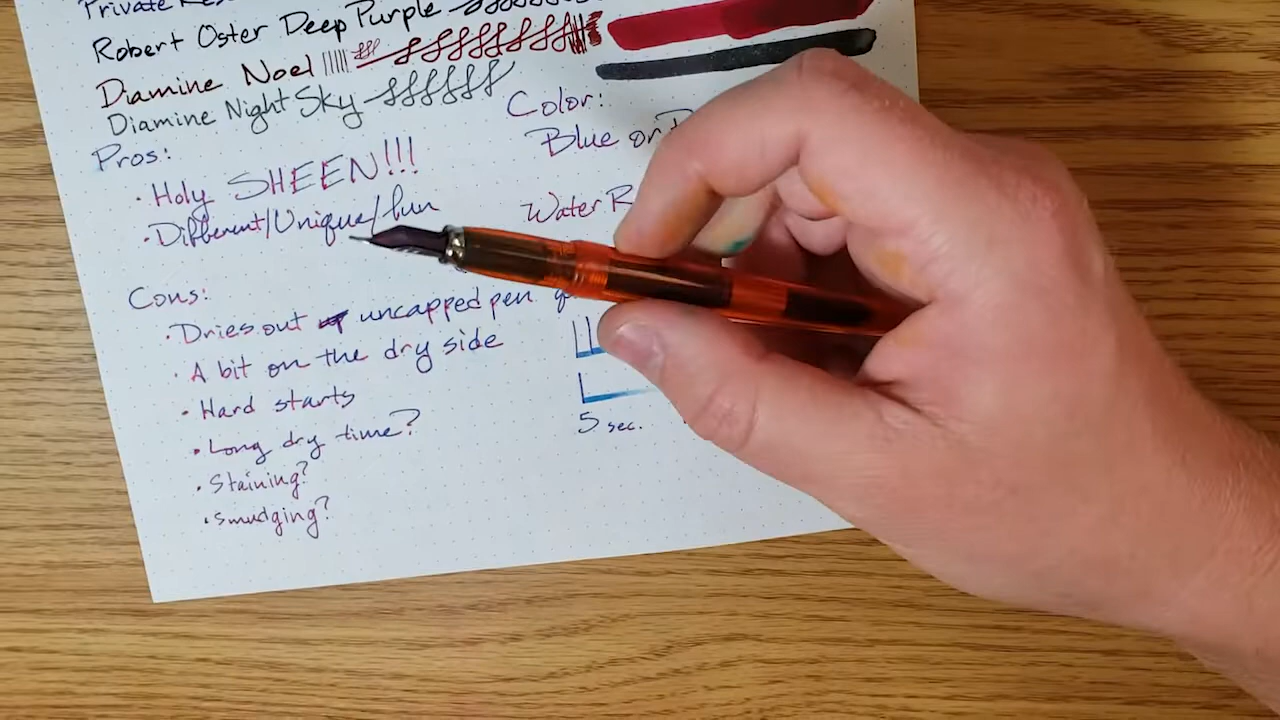 Private
Robert Oster Deep Purple
Diamine Noel
Diamine Night Sky
Pros:
· Holy SHEEN!!!
· Different/Unique/fun
Cons:
· Dries out uncapped pen
· A bit on the dry side
· Hard starts
· Long dry time?
· Staining?
· Smudging?
Color:
Blue or
Water
5 sec.